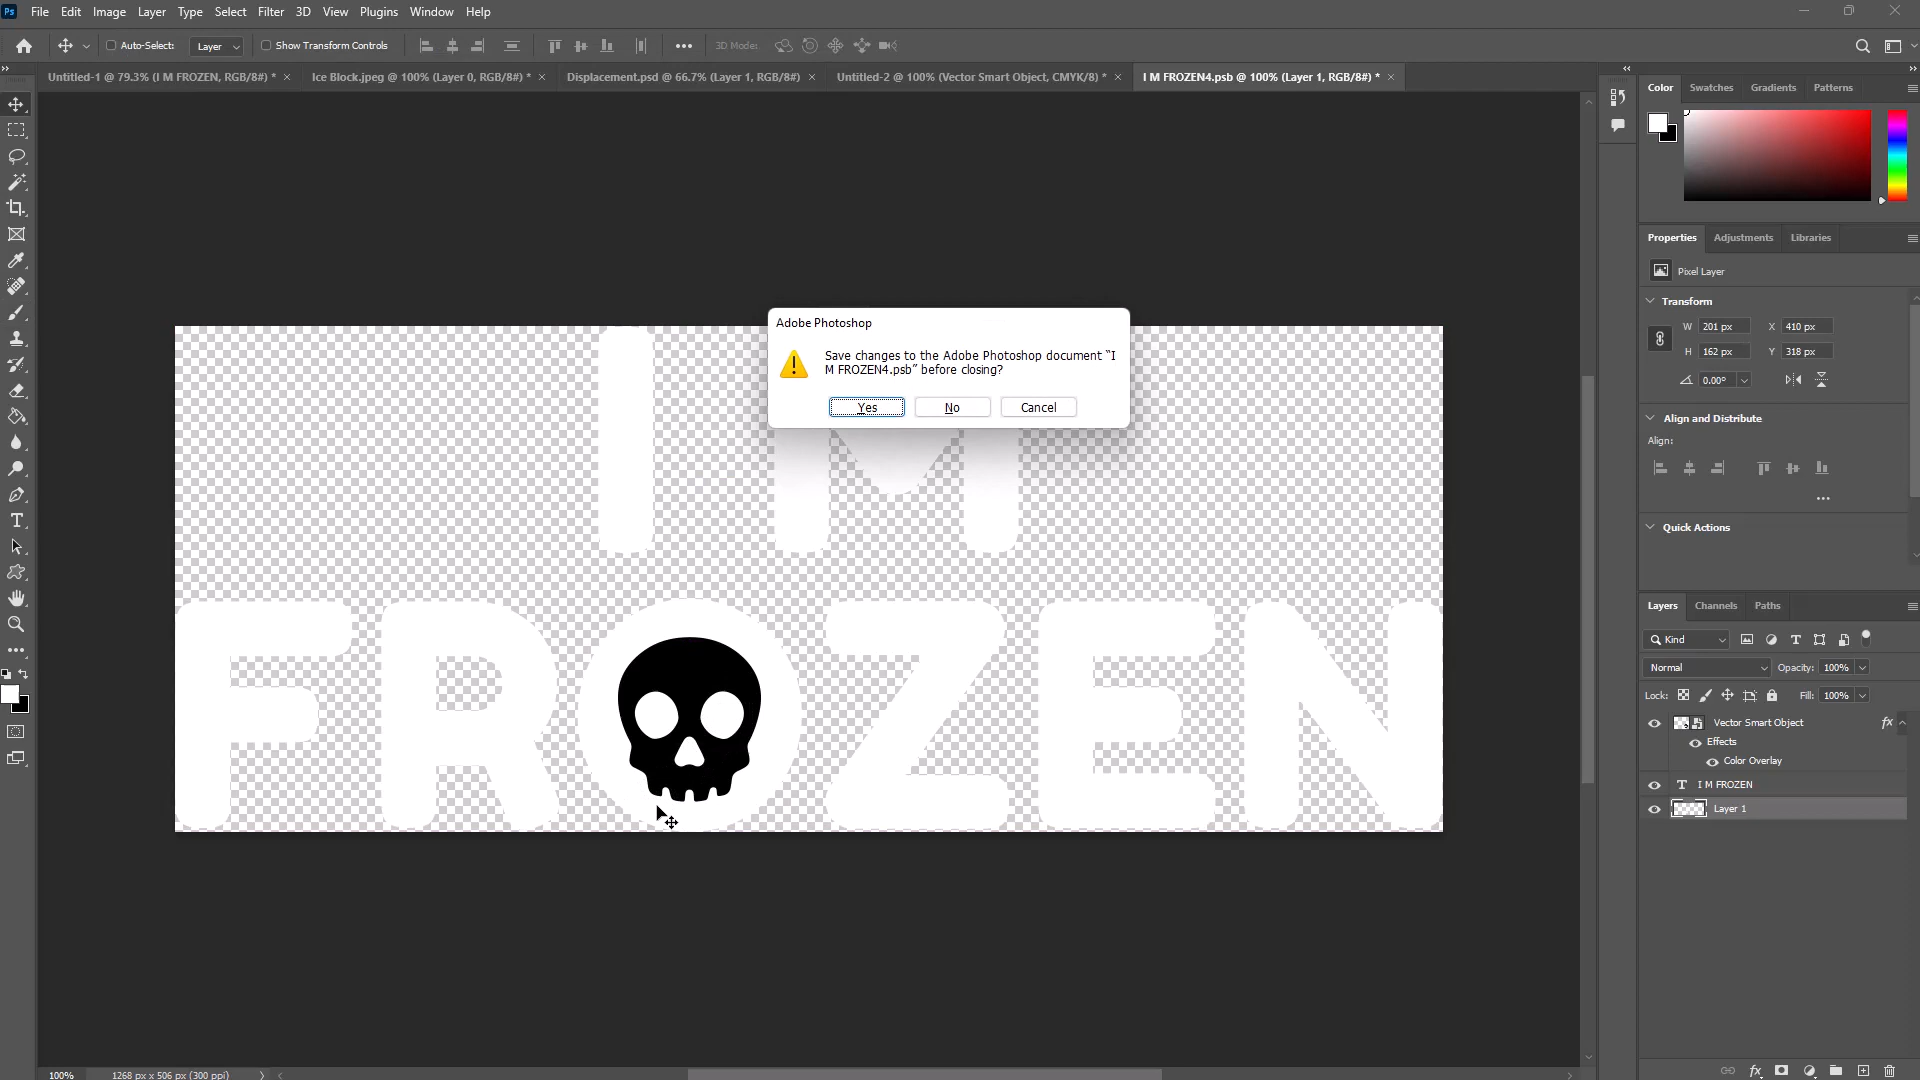 Ps File Edit Image Layer Type Select Filter 3D View Plugins Window Help
Auto-Select: Layer Show Transform Controls 3D Mode:
Untitled-1 @ 79.3% (I M FROZEN, RGB/8#) * Ice Block.jpeg @ 100% (Layer 0, RGB/8#) * Displacement.psd @ 66.7% (Layer 1, RGB/8#) Untitled-2 @ 100% (Vector Smart Object, CMYK/8) * I M FROZEN4.psb @ 100% (Layer 1, RGB/8#) *
Color Swatches Gradients Patterns
Properties Adjustments Libraries
Pixel Layer
Transform
W 201 px X 410 px
H 162 px Y 318 px
0.00°
Align and Distribute
Align:
Quick Actions
Adobe Photoshop
Save changes to the Adobe Photoshop document “I
M FROZEN4.psb” before closing?
Yes No Cancel
I M
FROZEN
Layers Channels Paths
Kind
Normal Opacity: 100%
Lock: Fill: 100%
Vector Smart Object fx
Effects
Color Overlay
T I M FROZEN
Layer 1
100% 1268 px x 506 px (300 ppi)
fx